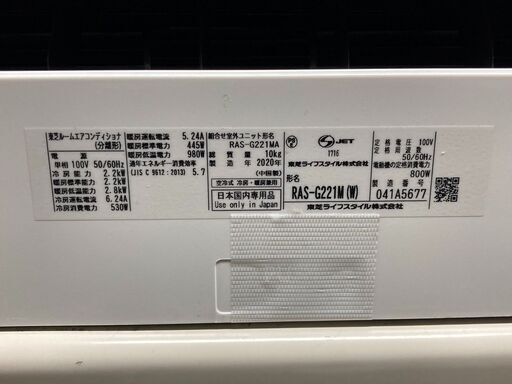 東芝ルームエアコンディショナ
(分離形)
単相 100V 50/60Hz
冷房能力 2.2kW
暖房標準能力 2.2kW
暖房低温能力 2.8kW
冷房運転電流 6.24A
冷房消費電力 530W
暖房運転電流 5.24A
暖房標準電力 445W
暖房低温電力 980W
通年エネルギー消費効率
(JIS C 9612:2013) 5.7
組合せ室外ユニット形名
RAS-G221MA
総質量 10kg
製造年 2020年
(中国製)
空冷式 冷房・暖房兼用
日本国内専用品
Use only in Japan
S JET
1716
東芝ライフスタイル株式会社
形名
RAS-G221M(W)
定格電圧 100V
定格周波数
50/60Hz
電動機の定格消費電力
800W
製造番号
041A5677
東芝ライフスタイル株式会社